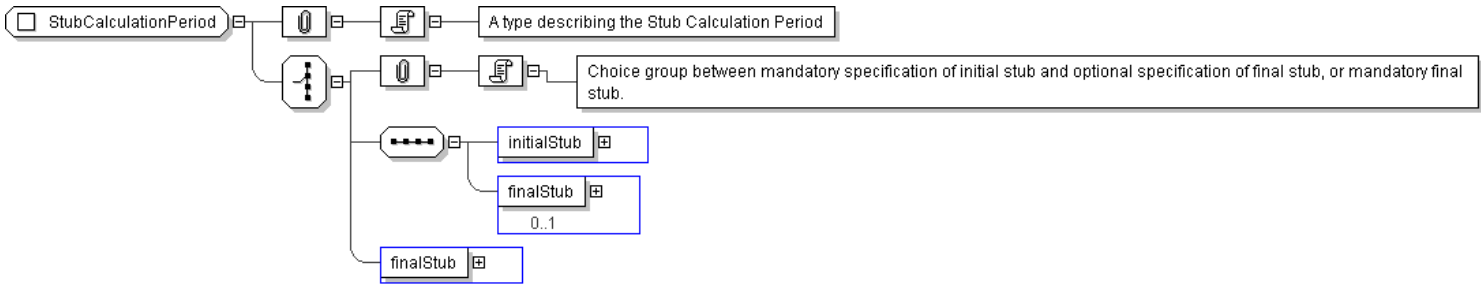 StubCalculationPeriod
A type describing the Stub Calculation Period
Choice group between mandatory specification of initial stub and optional specification of final stub, or mandatory final
stub.
initialStub
finalStub
0..1
finalStub